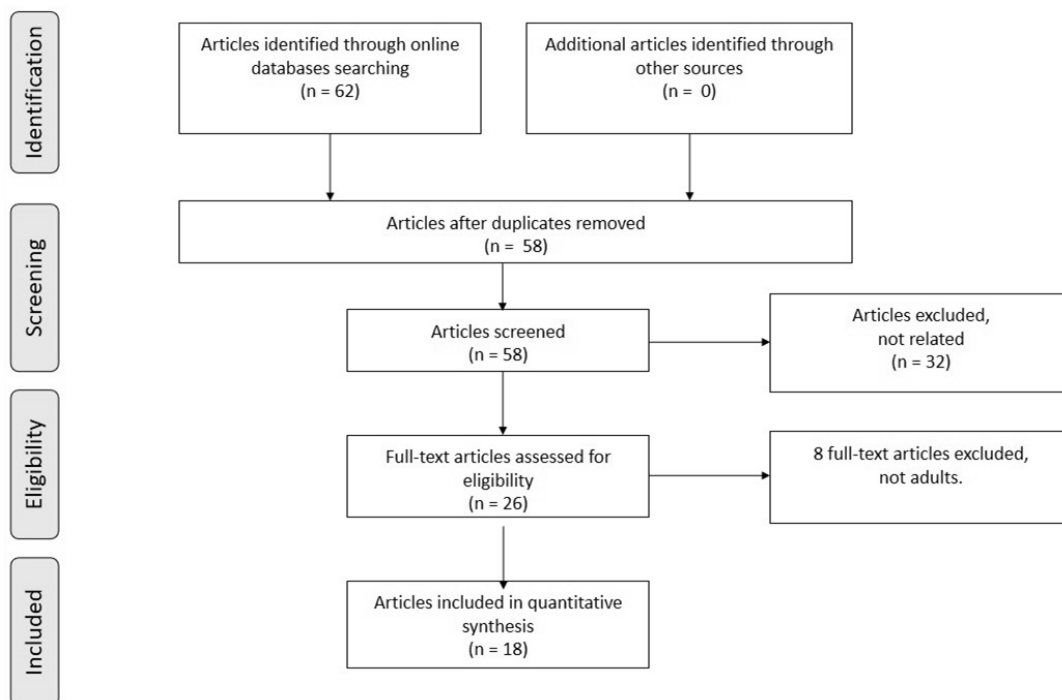 Identification
Articles identified through online
databases searching
(n = 62)
Additional articles identified through
other sources
(n = 0)
Screening
Articles after duplicates removed
(n = 58)
Articles screened
(n = 58)
Articles excluded,
not related
(n = 32)
Eligibility
Full-text articles assessed for
eligibility
(n = 26)
8 full-text articles excluded,
not adults.
Included
Articles included in quantitative
synthesis
(n = 18)